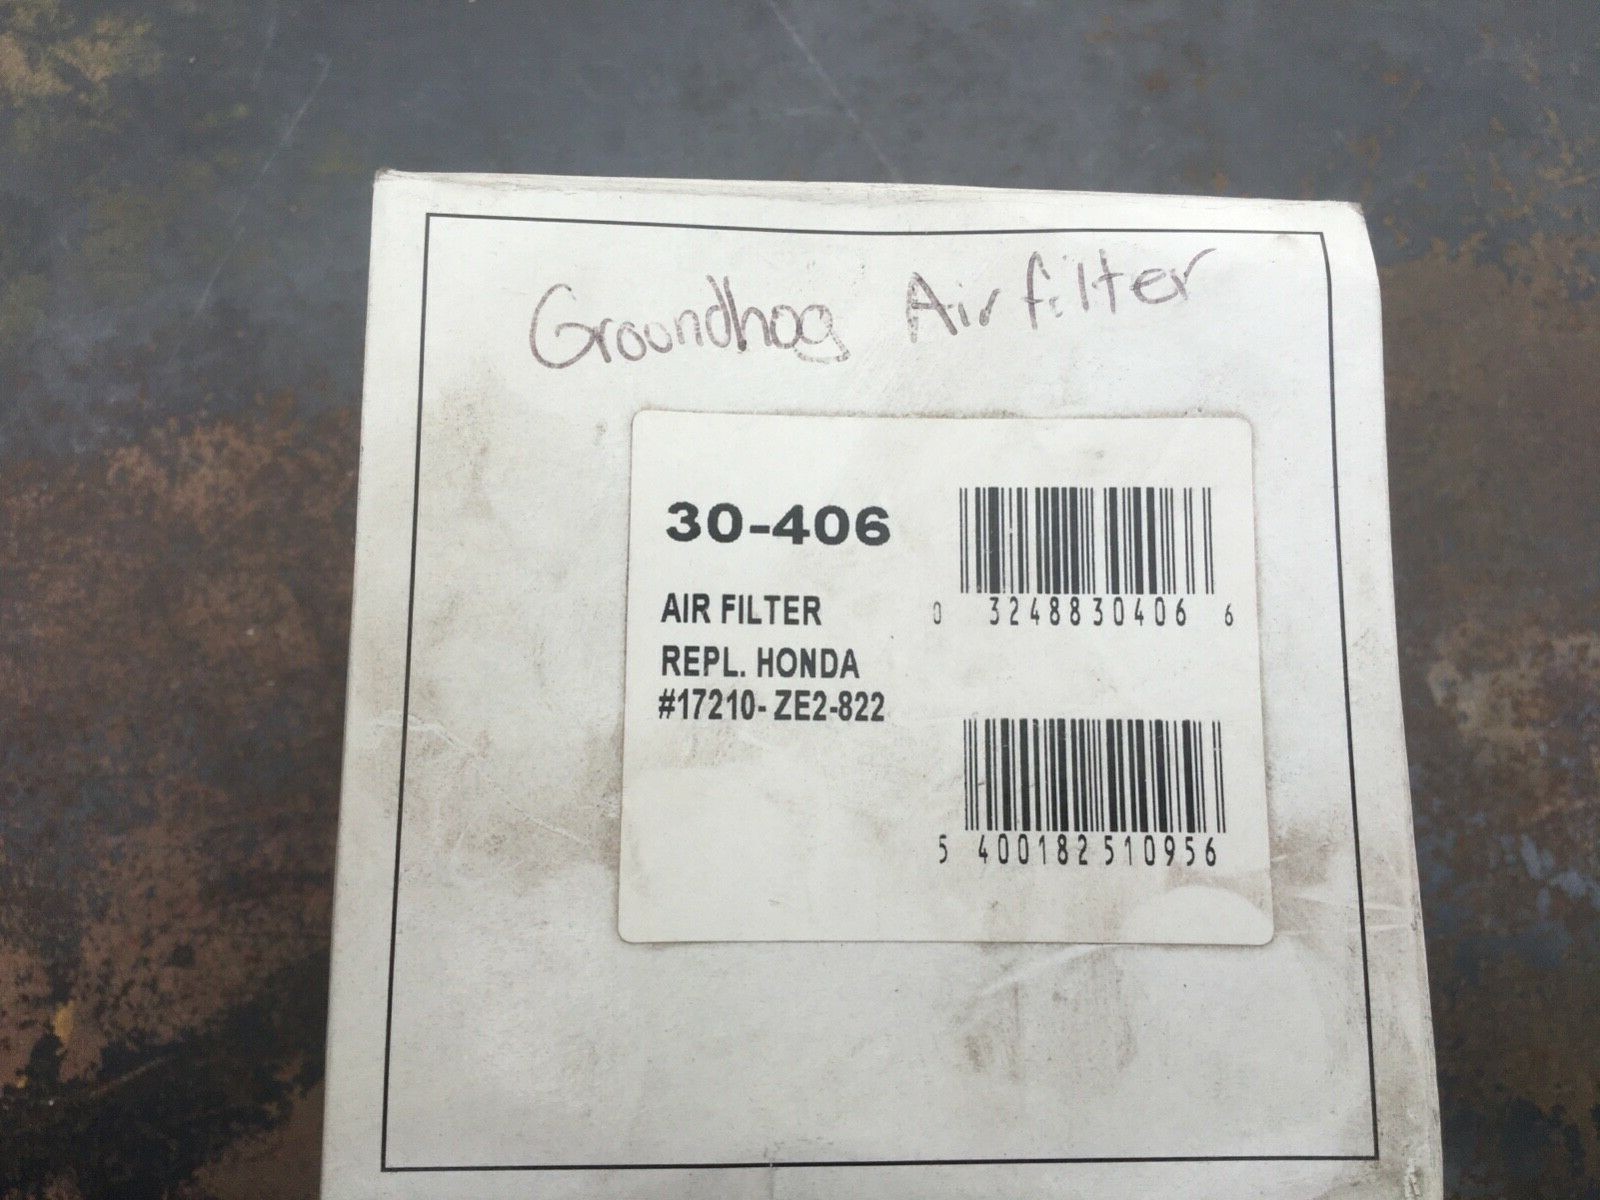 Groundhog Air filter
30-406
AIR FILTER
REPL. HONDA
#17210- ZE2-822
0 3248830406 6
5 400182 510956